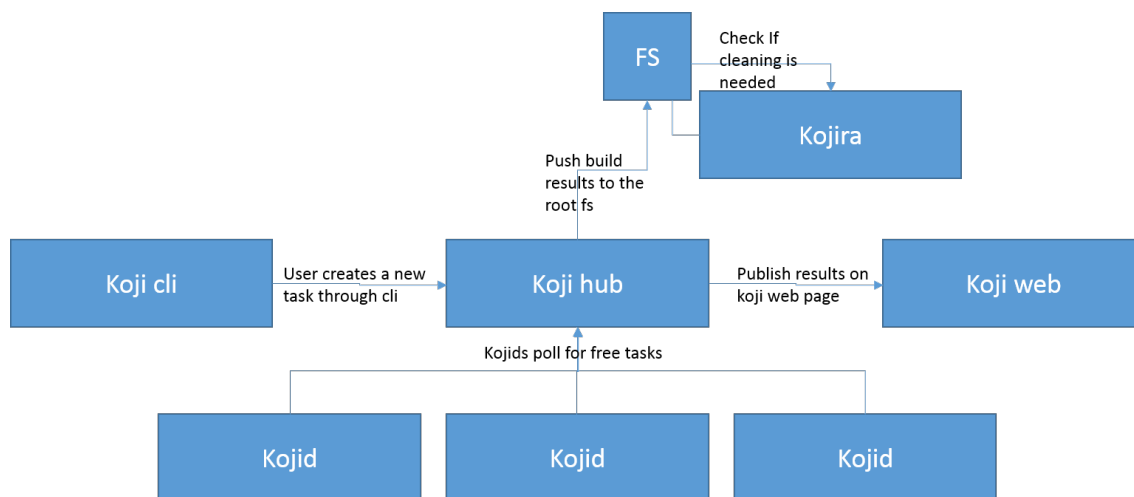 FS
Check If
cleaning is
needed
Kojira
Push build
results to the
root fs
Koji cli
User creates a new
task through cli
Koji hub
Publish results on
koji web page
Koji web
Kojids poll for free tasks
Kojid
Kojid
Kojid